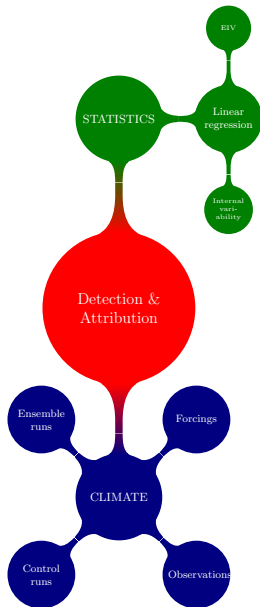 EIV
STATISTICS
Linear
regression
Internal
vari-
ability
Detection &
Attribution
Ensemble
runs
Forcings
CLIMATE
Control
runs
Observations